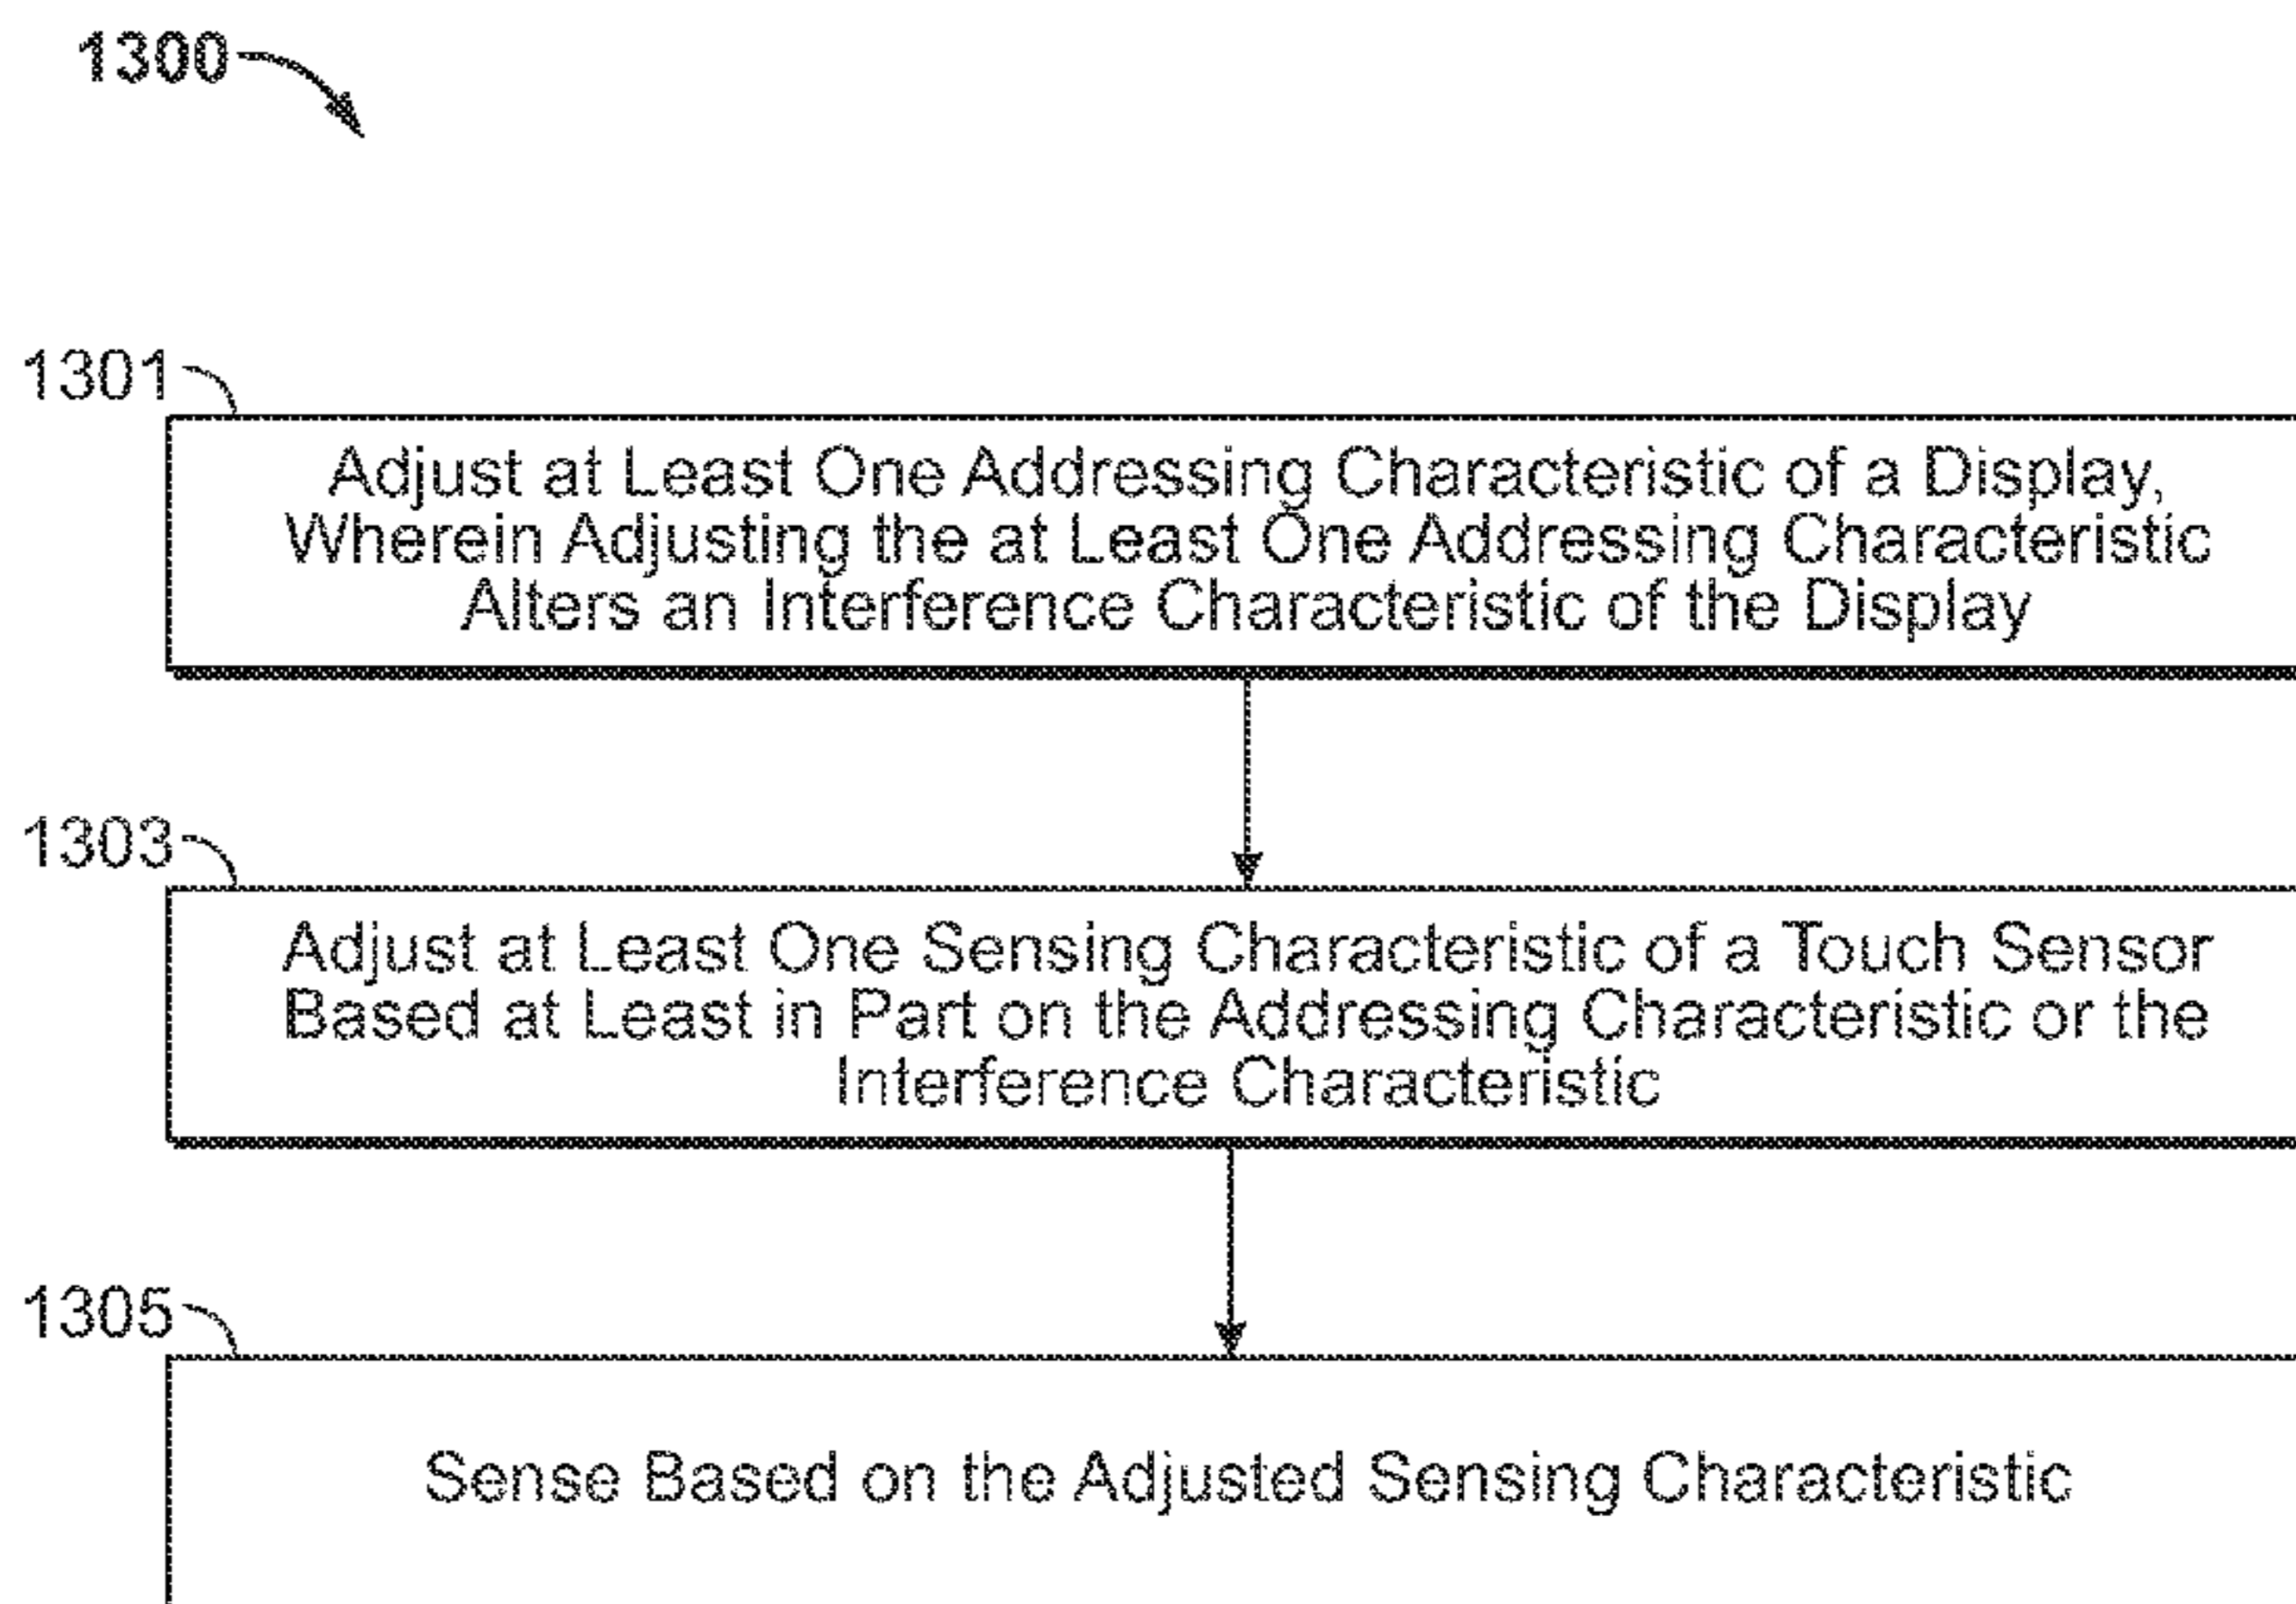 1300
1301
Adjust at Least One Addressing Characteristic of a Display,
Wherein Adjusting the at Least One Addressing Characteristic
Alters an Interference Characteristic of the Display
1303
Adjust at Least One Sensing Characteristic of a Touch Sensor
Based at Least in Part on the Addressing Characteristic or the
Interference Characteristic
1305
Sense Based on the Adjusted Sensing Characteristic